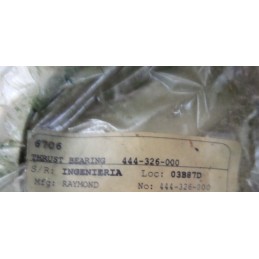 6706
THRUST BEARING 444-326-000
S/R: INGENIERIA Loc: 03B87D
Mfg: RAYMOND No: 444-326-000